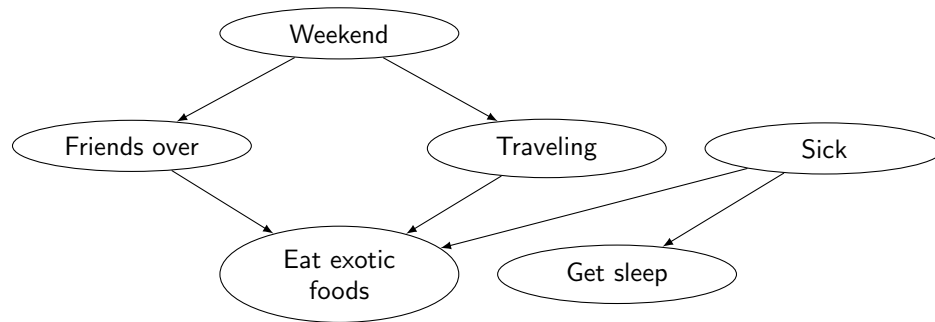 Weekend
Friends over
Traveling
Sick
Eat exotic
foods
Get sleep